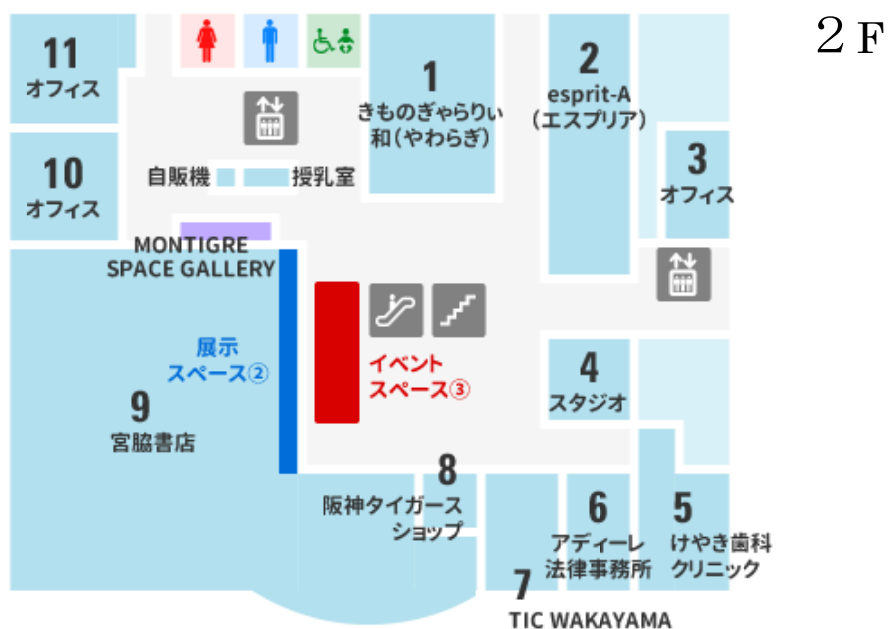 ２Ｆ
11
オフィス
1
きものぎゃらりぃ
和(やわらぎ)
2
esprit-A
(エスプリア)
3
オフィス
10
オフィス
自販機
授乳室
MONTIGRE
SPACE GALLERY
展示
スペース②
イベント
スペース③
4
スタジオ
9
宮脇書店
8
阪神タイガース
ショップ
6
アディーレ
法律事務所
5
けやき歯科
クリニック
7
TIC WAKAYAMA